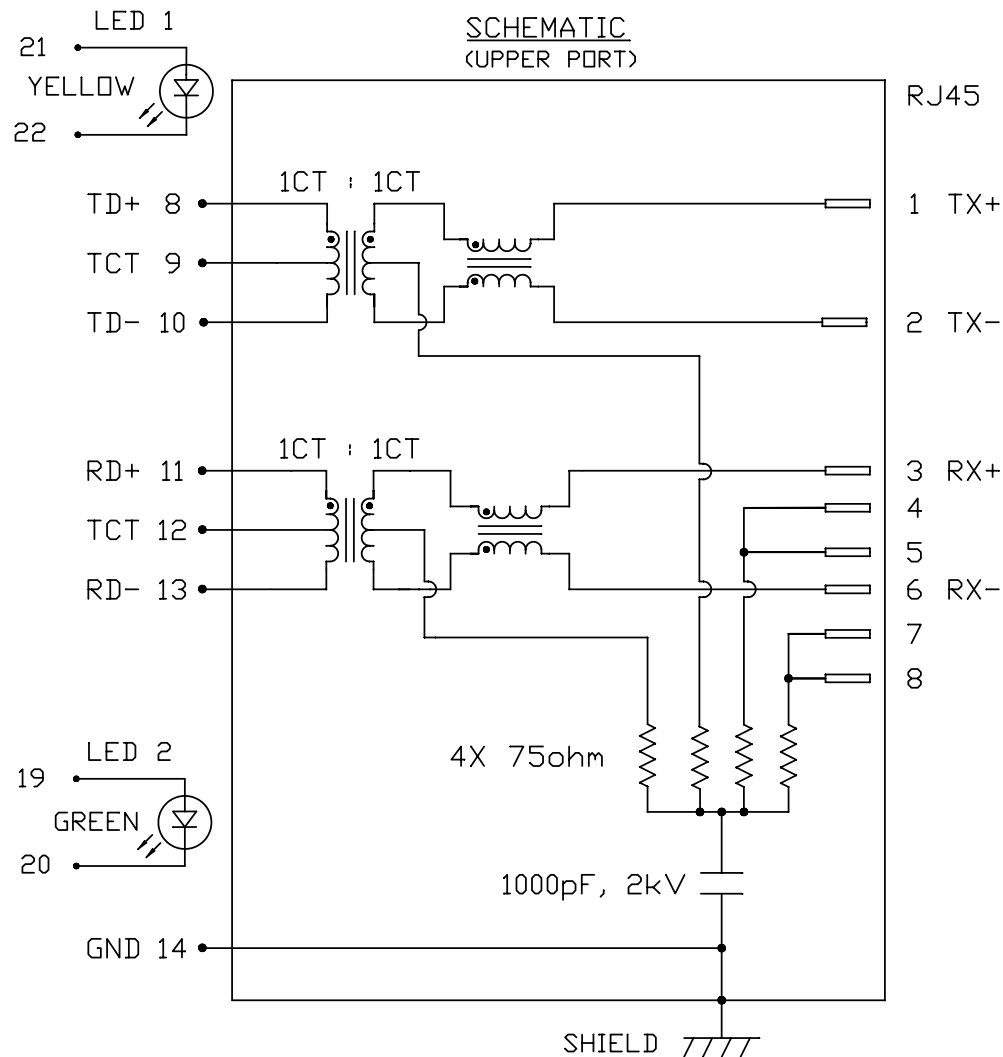 LED 1
SCHEMATIC
(UPPER PORT)
21
YELLOW
22
RJ45
1CT : 1CT
TD+ 8
1 TX+
TCT 9
TD- 10
2 TX-
1CT : 1CT
RD+ 11
3 RX+
4
TCT 12
5
RD- 13
6 RX-
7
8
LED 2
4X 75ohm
19
GREEN
20
1000pF, 2kV
GND 14
SHIELD